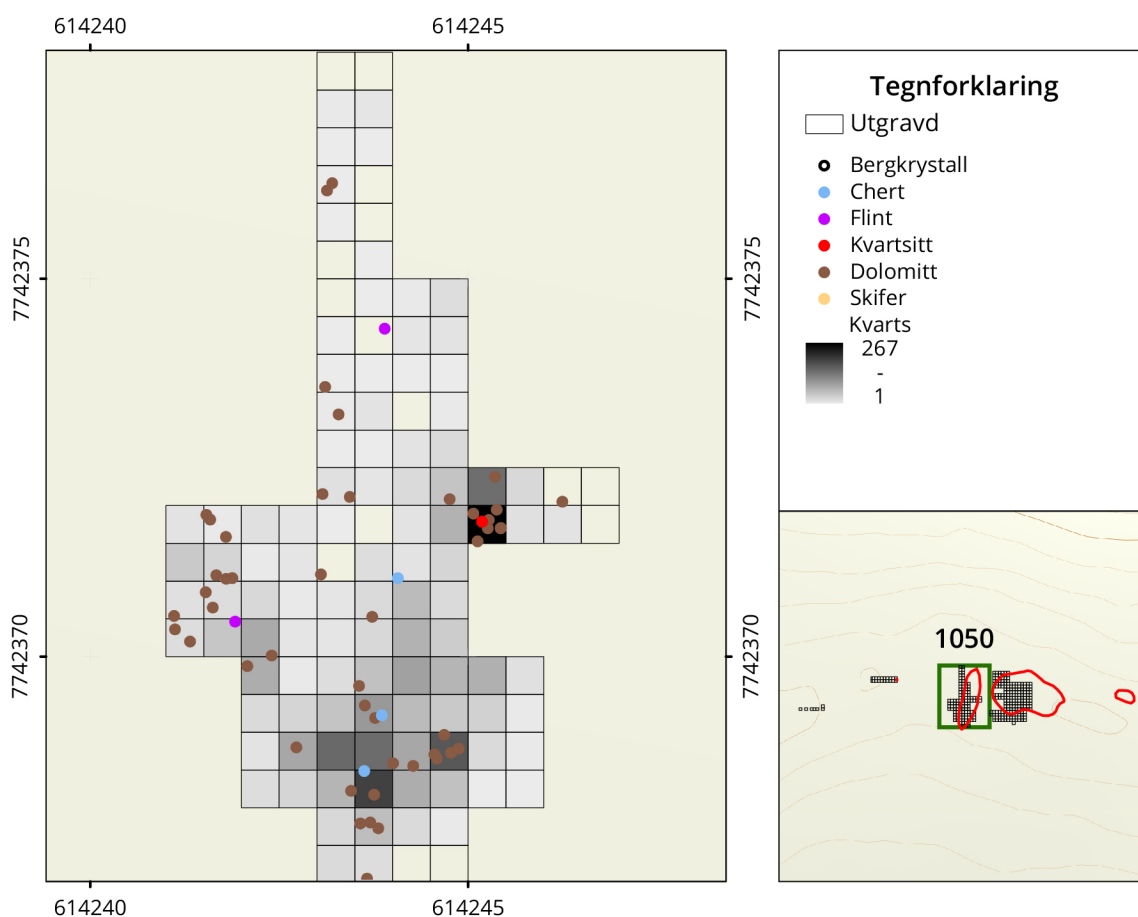 614240
614245
7742375
7742375
7742370
7742370
614240
614245
Tegnforklaring
Utgravd
Bergkrystall
Chert
Flint
Kvartsitt
Dolomitt
Skifer
Kvarts
267
-
1
1050